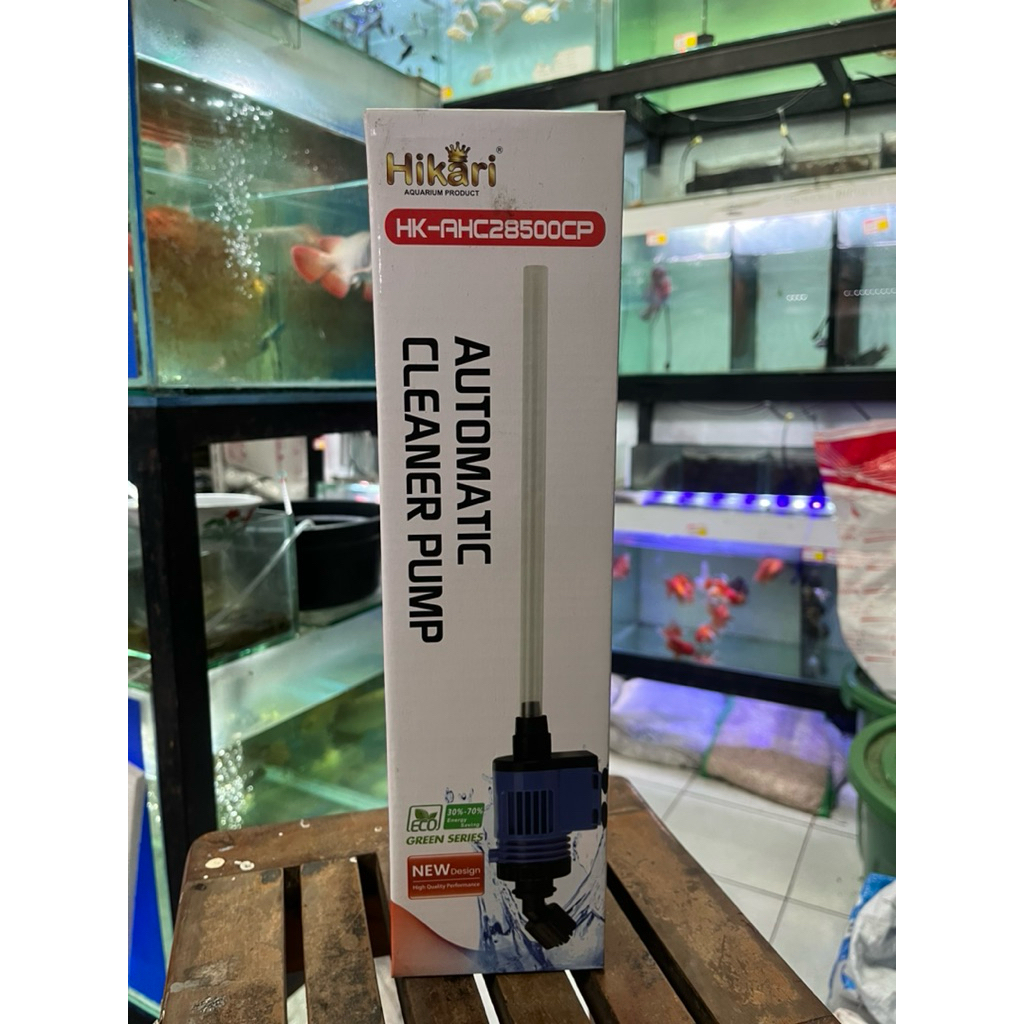 Hikari®
AQUARIUM PRODUCT
HK-AHC28500CP
AUTOMATIC
CLEANER PUMP
ECO
30%-70%
Energy
Saving
GREEN SERIES
NEW Design
High Quality Performance